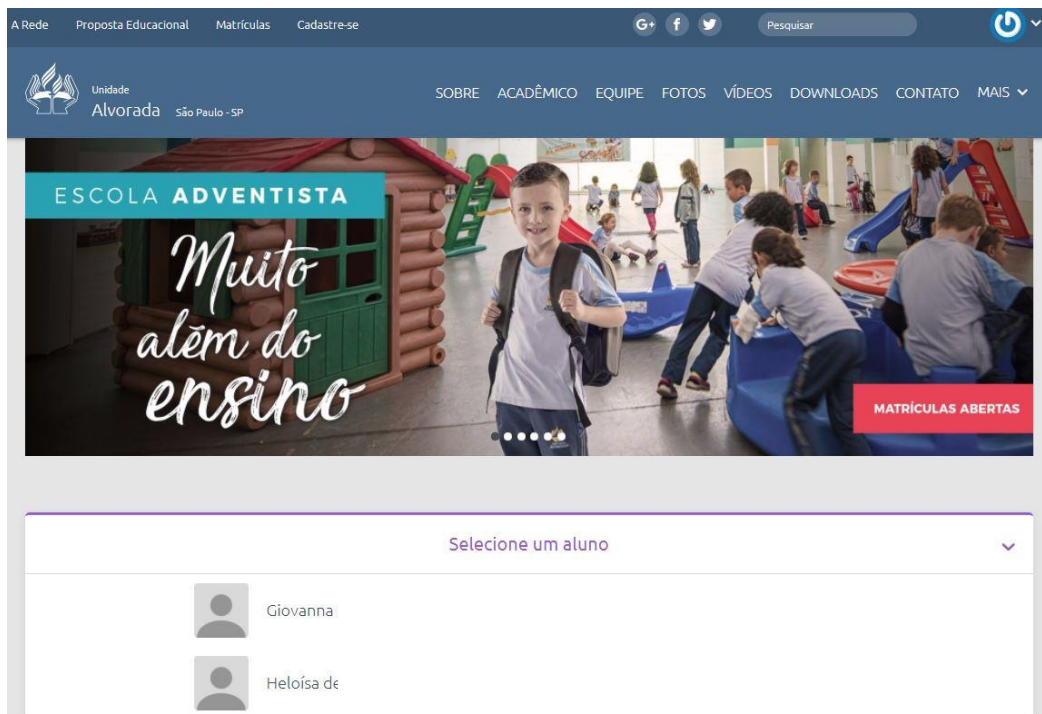 A Rede Proposta Educacional Matrículas Cadastre-se G+ f Pesquisar
Unidade
Alvorada São Paulo - SP
SOBRE ACADÊMICO EQUIPE FOTOS VÍDEOS DOWNLOADS CONTATO MAIS
ESCOLA ADVENTISTA
Muito
além do
ensino
MATRÍCULAS ABERTAS
Selecione um aluno
Giovanna
Heloísa de